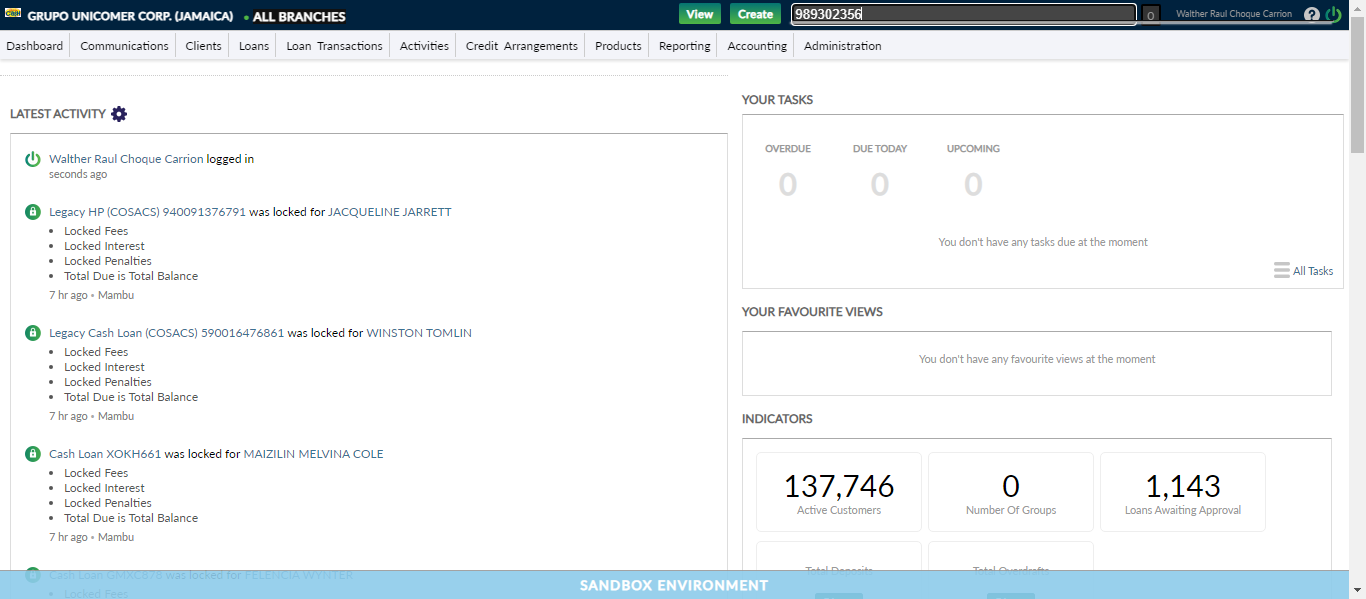 CASH
GRUPO UNICOMER CORP. (JAMAICA) • ALL BRANCHES View Create 989302356 0 Walther Raul Choque Carrion ?
Dashboard Communications Clients Loans Loan Transactions Activities Credit Arrangements Products Reporting Accounting Administration
LATEST ACTIVITY
Walther Raul Choque Carrion logged in
seconds ago
Legacy HP (COSACS) 940091376791 was locked for JACQUELINE JARRETT
• Locked Fees
• Locked Interest
• Locked Penalties
• Total Due is Total Balance
7 hr ago • Mambu
Legacy Cash Loan (COSACS) 590016476861 was locked for WINSTON TOMLIN
• Locked Fees
• Locked Interest
• Locked Penalties
• Total Due is Total Balance
7 hr ago • Mambu
Cash Loan XOKH661 was locked for MAIZILIN MELVINA COLE
• Locked Fees
• Locked Interest
• Locked Penalties
• Total Due is Total Balance
7 hr ago • Mambu
Cash Loan GMXC878 was locked for FELENCIA WYNTER
• Locked Fees
YOUR TASKS
OVERDUE DUE TODAY UPCOMING
0 0 0
You don't have any tasks due at the moment
All Tasks
YOUR FAVOURITE VIEWS
You don't have any favourite views at the moment
INDICATORS
137,746 0 1,143
Active Customers Number Of Groups Loans Awaiting Approval
Total Deposits Total Overdrafts
SANDBOX ENVIRONMENT